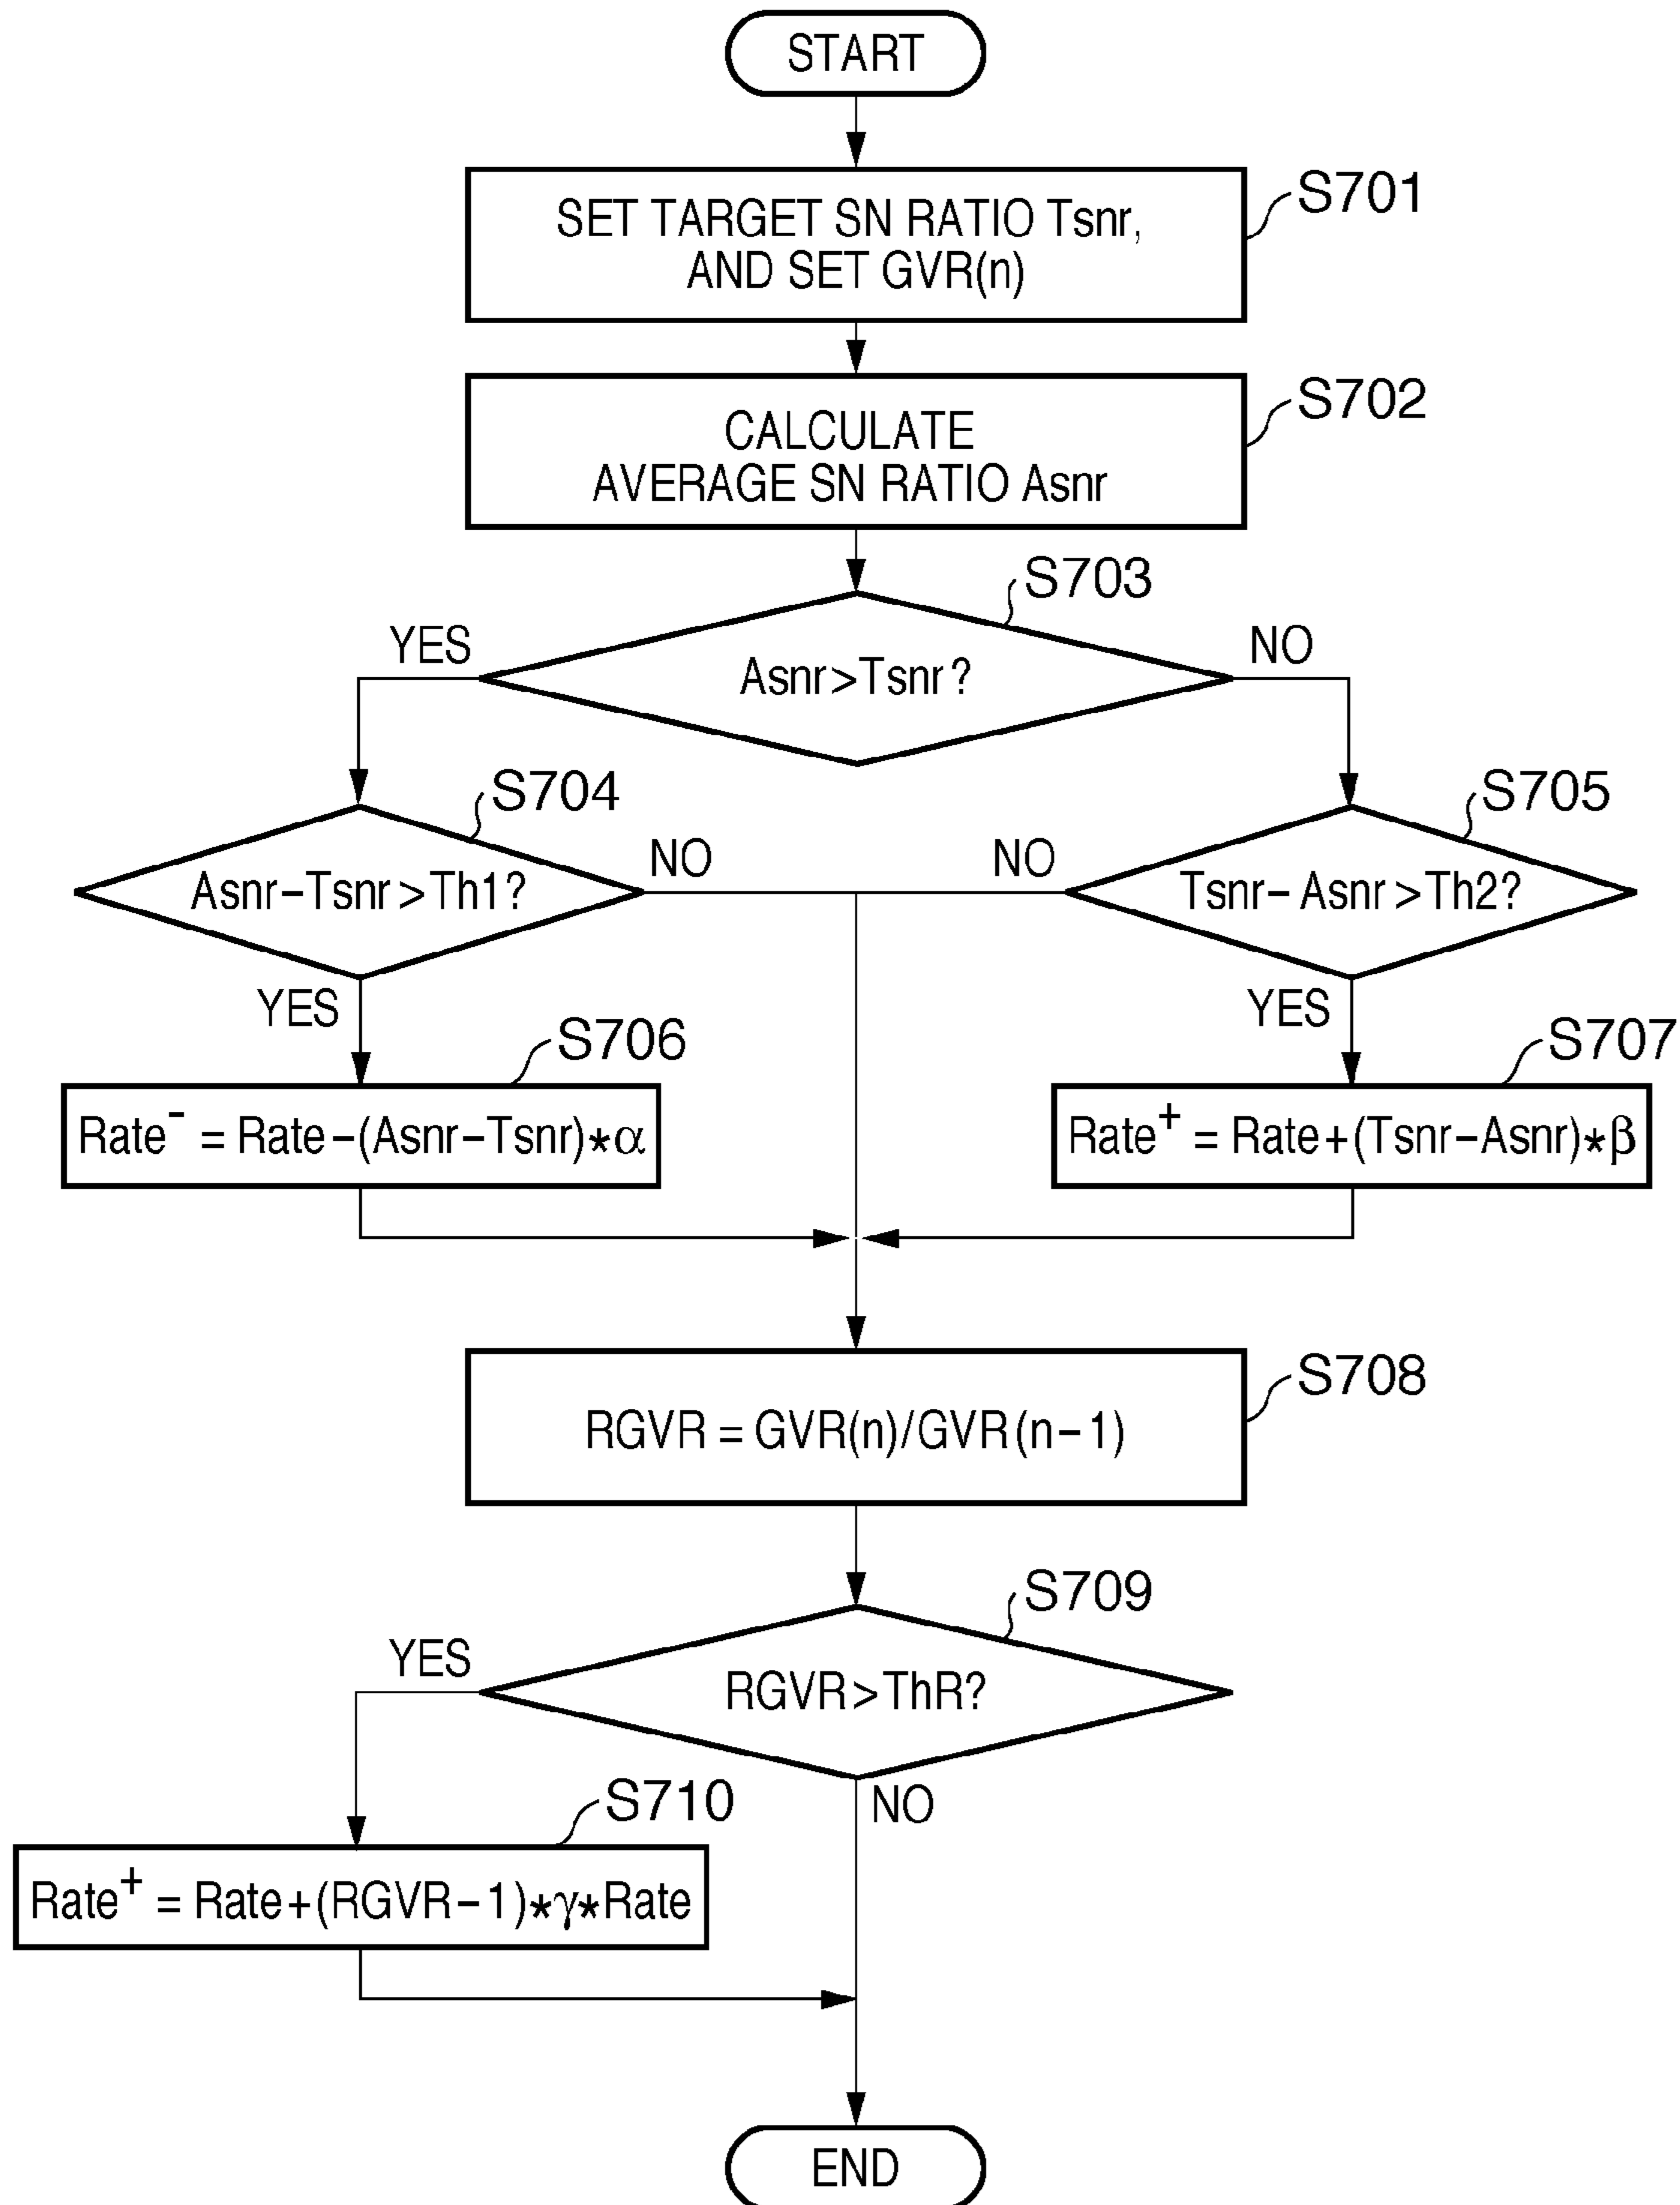 START
S701
SET TARGET SN RATIO Tsnr,
AND SET GVR(n)
S702
CALCULATE
AVERAGE SN RATIO Asnr
S703
YES
NO
Asnr>Tsnr?
S704
S705
NO
NO
Asnr-Tsnr>Th1?
Tsnr-Asnr>Th2?
YES
YES
S706
S707
Rate⁻ = Rate-(Asnr-Tsnr)*α
Rate⁺ = Rate+(Tsnr-Asnr)*β
S708
RGVR = GVR(n)/GVR(n-1)
S709
YES
RGVR>ThR?
S710
NO
Rate⁺ = Rate+(RGVR-1)*γ*Rate
END